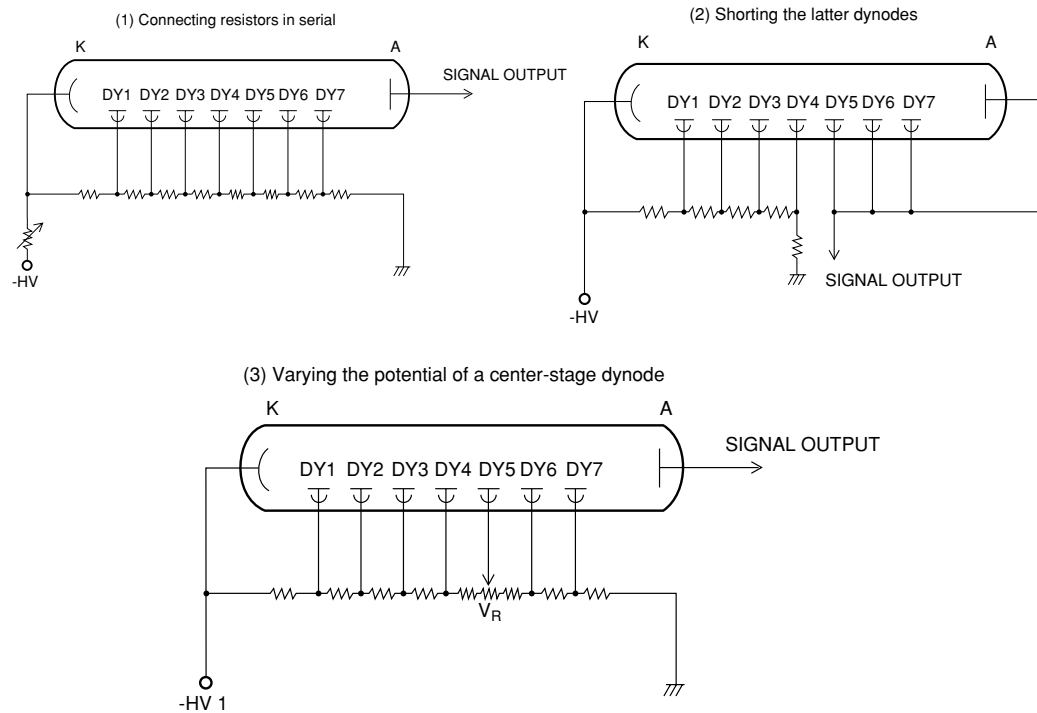 (1) Connecting resistors in serial
K A
SIGNAL OUTPUT
DY1 DY2 DY3 DY4 DY5 DY6 DY7
-HV
(2) Shorting the latter dynodes
K A
DY1 DY2 DY3 DY4 DY5 DY6 DY7
SIGNAL OUTPUT
-HV
(3) Varying the potential of a center-stage dynode
K A
SIGNAL OUTPUT
DY1 DY2 DY3 DY4 DY5 DY6 DY7
VR
-HV 1